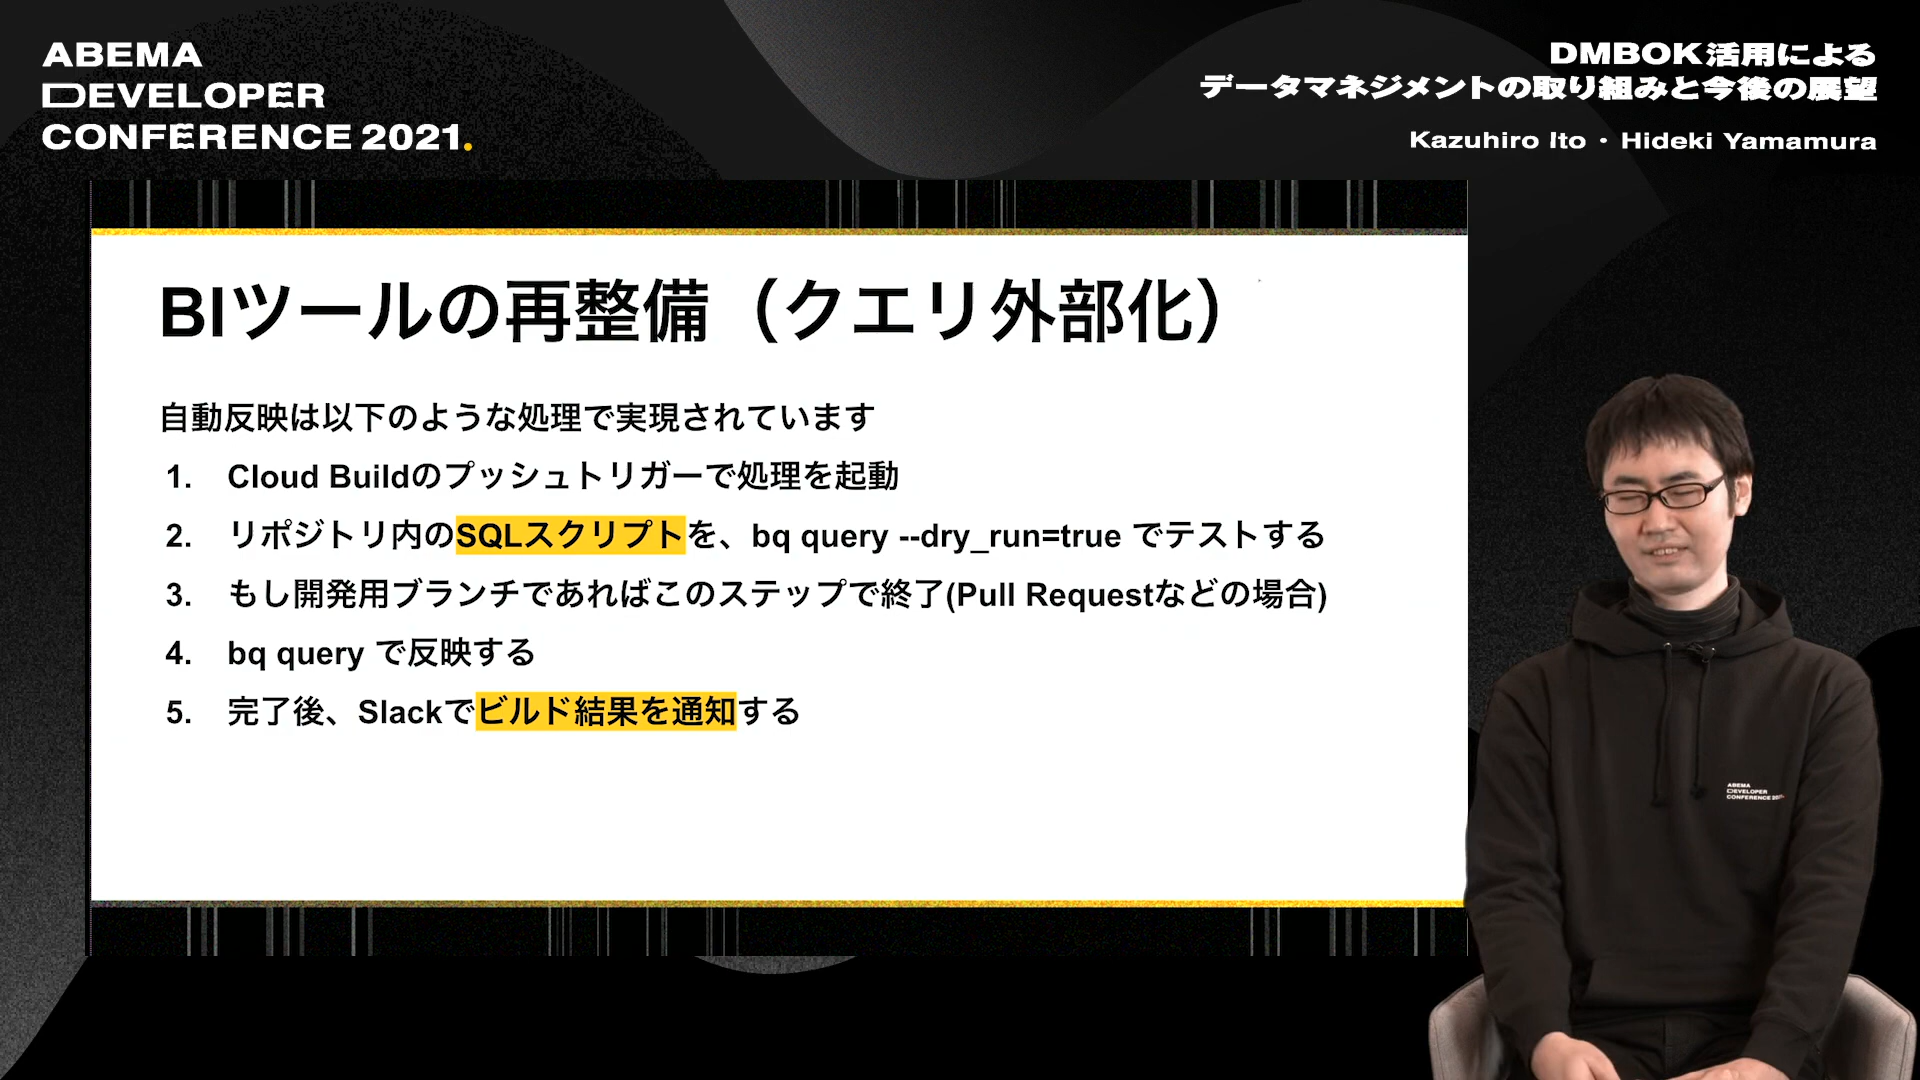 ABEMA
DEVELOPER
CONFERENCE 2021.
DMBOK活用による
データマネジメントの取り組みと今後の展望
Kazuhiro Ito・Hideki Yamamura
BIツールの再整備（クエリ外部化）
自動反映は以下のような処理で実現されています
1. Cloud Buildのプッシュトリガーで処理を起動
2. リポジトリ内のSQLスクリプトを、bq query --dry_run=true でテストする
3. もし開発用ブランチであればこのステップで終了(Pull Requestなどの場合)
4. bq query で反映する
5. 完了後、Slackでビルド結果を通知する
ABEMA
DEVELOPER
CONFERENCE 2021.